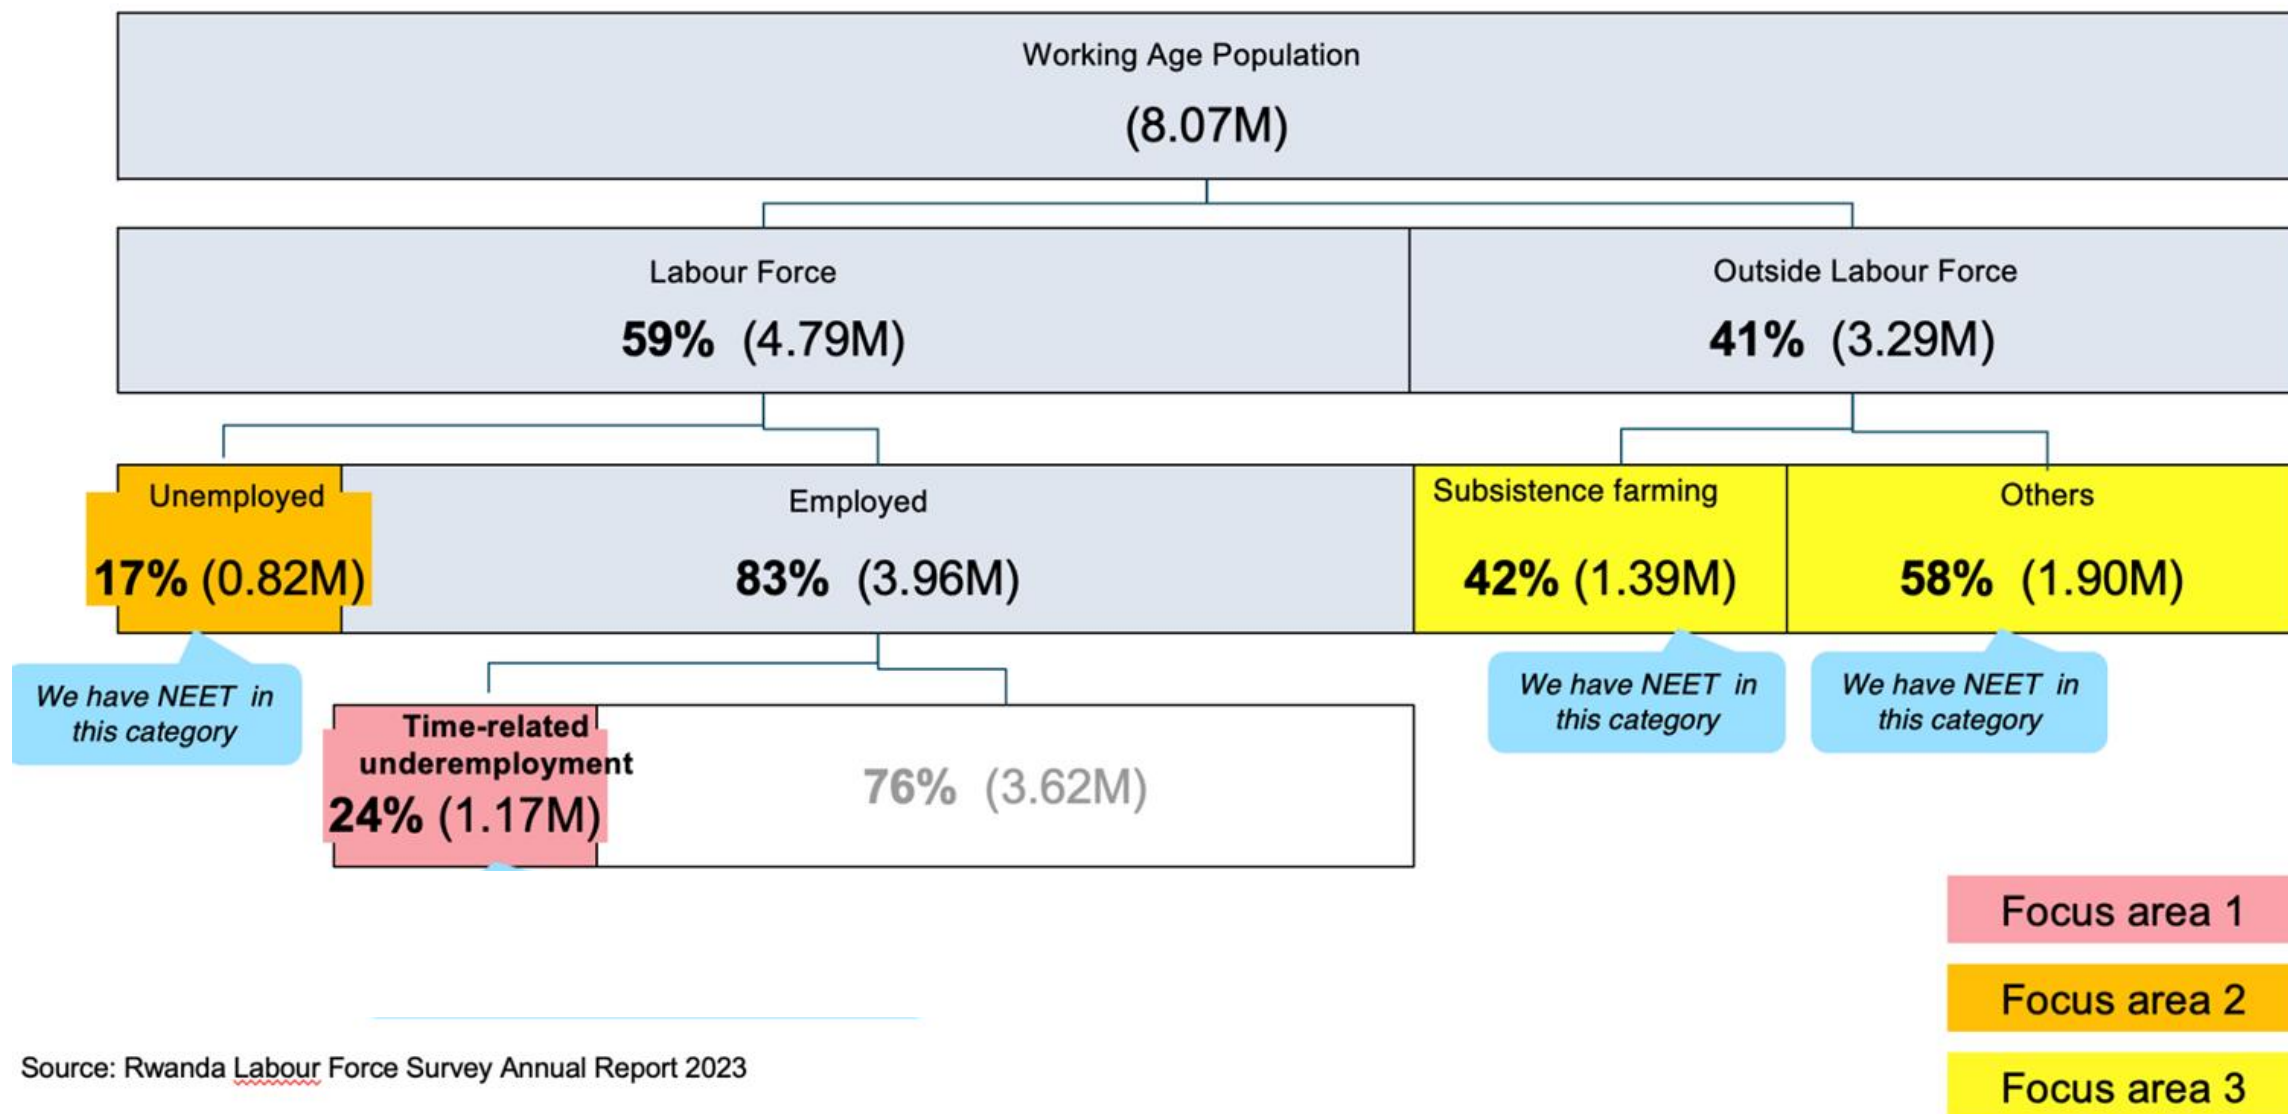 Working Age Population
(8.07M)
Labour Force
59% (4.79M)
Outside Labour Force
41% (3.29M)
Unemployed
17% (0.82M)
Employed
83% (3.96M)
Subsistence farming
42% (1.39M)
Others
58% (1.90M)
We have NEET in
this category
We have NEET in
this category
We have NEET in
this category
Time-related
underemployment
24% (1.17M)
76% (3.62M)
Focus area 1
Focus area 2
Focus area 3
Source: Rwanda Labour Force Survey Annual Report 2023